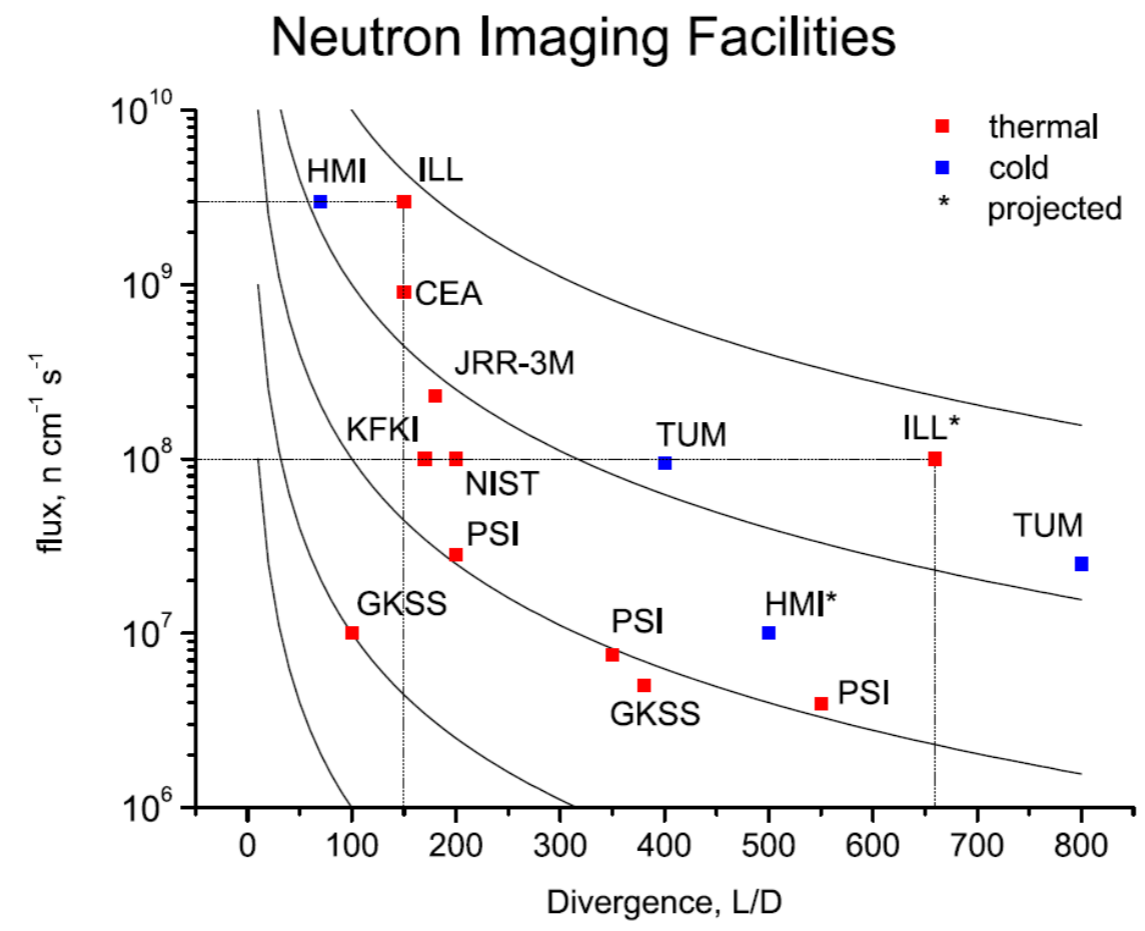 Neutron Imaging Facilities
10^10
thermal
cold
* projected
HMI
ILL
10^9
CEA
JRR-3M
KFKI
TUM
ILL*
10^8
NIST
flux, n cm^−1 s^−1
PSI
TUM
GKSS
HMI*
PSI
10^7
PSI
GKSS
10^6
0 100 200 300 400 500 600 700 800
Divergence, L/D